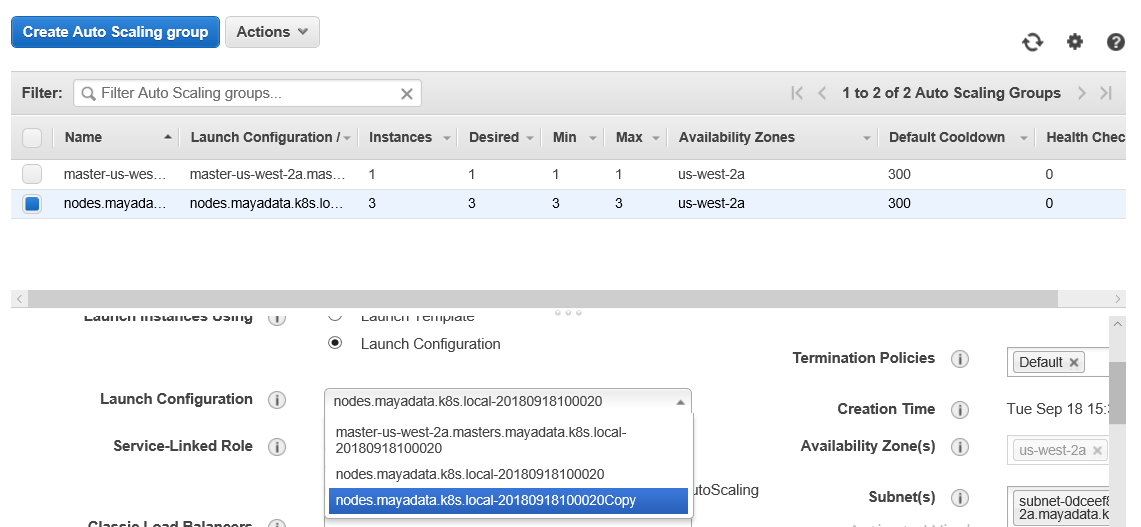 Create Auto Scaling group Actions
Filter: Filter Auto Scaling groups... 1 to 2 of 2 Auto Scaling Groups
Name Launch Configuration / Instances Desired Min Max Availability Zones Default Cooldown Health Chec
master-us-wes... master-us-west-2a.mas... 1 1 1 1 us-west-2a 300 0
nodes.mayada... nodes.mayadata.k8s.lo... 3 3 3 3 us-west-2a 300 0
Launch Instances Using Launch Template
Launch Configuration
Termination Policies Default
Launch Configuration nodes.mayadata.k8s.local-20180918100020
Creation Time Tue Sep 18 15:3
master-us-west-2a.masters.mayadata.k8s.local-
20180918100020
Service-Linked Role
Availability Zone(s) us-west-2a
nodes.mayadata.k8s.local-20180918100020
nodes.mayadata.k8s.local-20180918100020Copy
utoScaling
Subnet(s) subnet-0dceef8
2a.mayadata.k
Classic Load Balancers